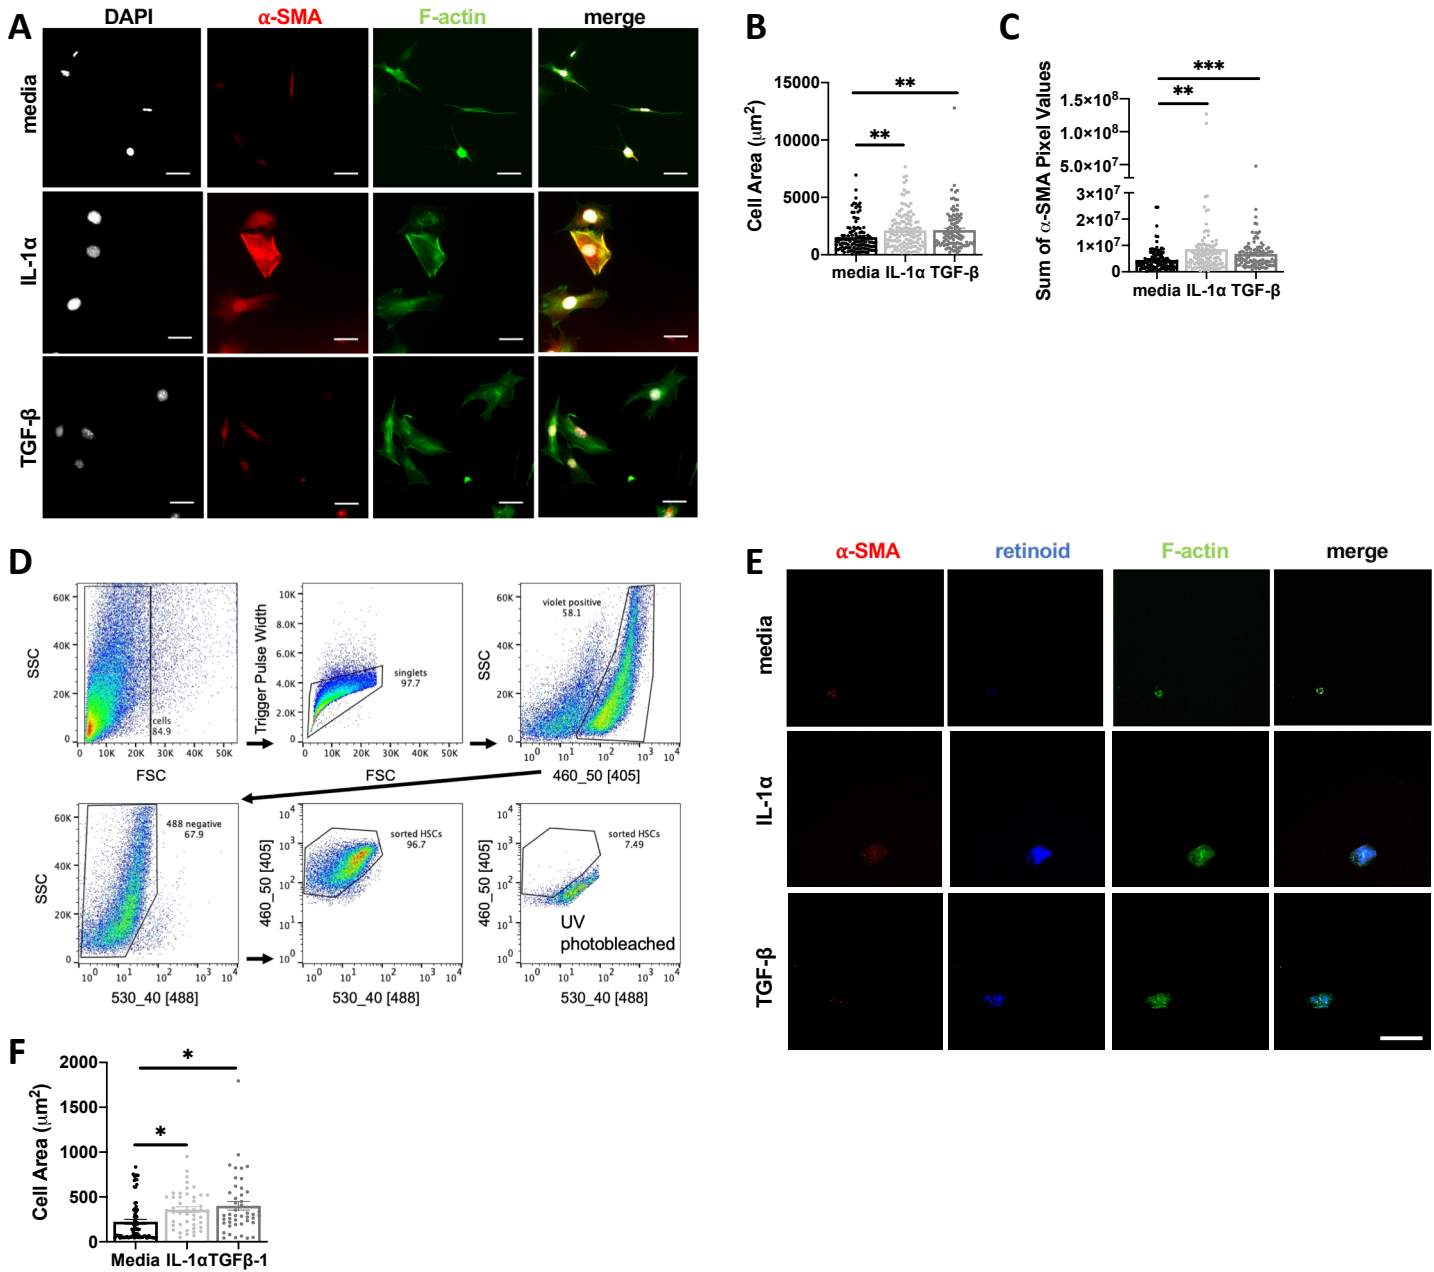 A
DAPI
α-SMA
F-actin
merge
media
IL-1α
TGF-β
B
Cell Area (μm²)
15000
10000
5000
0
**
**
media IL-1α TGF-β
C
Sum of α-SMA Pixel Values
1.5×10⁸
1.0×10⁸
5.0×10⁷
3×10⁷
2×10⁷
1×10⁷
0
***
**
media IL-1α TGF-β
D
SSC
60K
40K
20K
0
cells
84.9
0 10K 20K 30K 40K 50K
FSC
Trigger Pulse Width
10K
8.0K
6.0K
4.0K
2.0K
0
singlets
97.7
0 10K 20K 30K 40K 50K
FSC
SSC
60K
40K
20K
0
violet positive
58.1
10⁰ 10¹ 10² 10³ 10⁴
460_50 [405]
SSC
60K
40K
20K
0
488 negative
67.9
10⁰ 10¹ 10² 10³ 10⁴
530_40 [488]
460_50 [405]
10⁴
10³
10²
10¹
10⁰
sorted HSCs
96.7
10⁰ 10¹ 10² 10³ 10⁴
530_40 [488]
460_50 [405]
10⁴
10³
10²
10¹
10⁰
sorted HSCs
7.49
UV
photobleached
10⁰ 10¹ 10² 10³ 10⁴
530_40 [488]
E
α-SMA
retinoid
F-actin
merge
media
IL-1α
TGF-β
F
Cell Area (μm²)
2000
1500
1000
500
0
*
*
Media IL-1α TGFβ-1